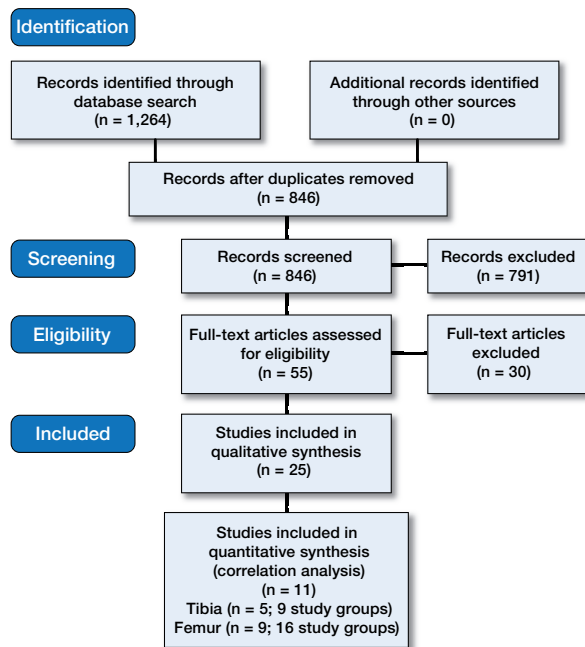 Identification
Records identified through
database search
(n = 1,264)
Additional records identified
through other sources
(n = 0)
Records after duplicates removed
(n = 846)
Screening
Records screened
(n = 846)
Records excluded
(n = 791)
Eligibility
Full-text articles assessed
for eligibility
(n = 55)
Full-text articles
excluded
(n = 30)
Included
Studies included in
qualitative synthesis
(n = 25)
Studies included in
quantitative synthesis
(correlation analysis)
(n = 11)
Tibia (n = 5; 9 study groups)
Femur (n = 9; 16 study groups)